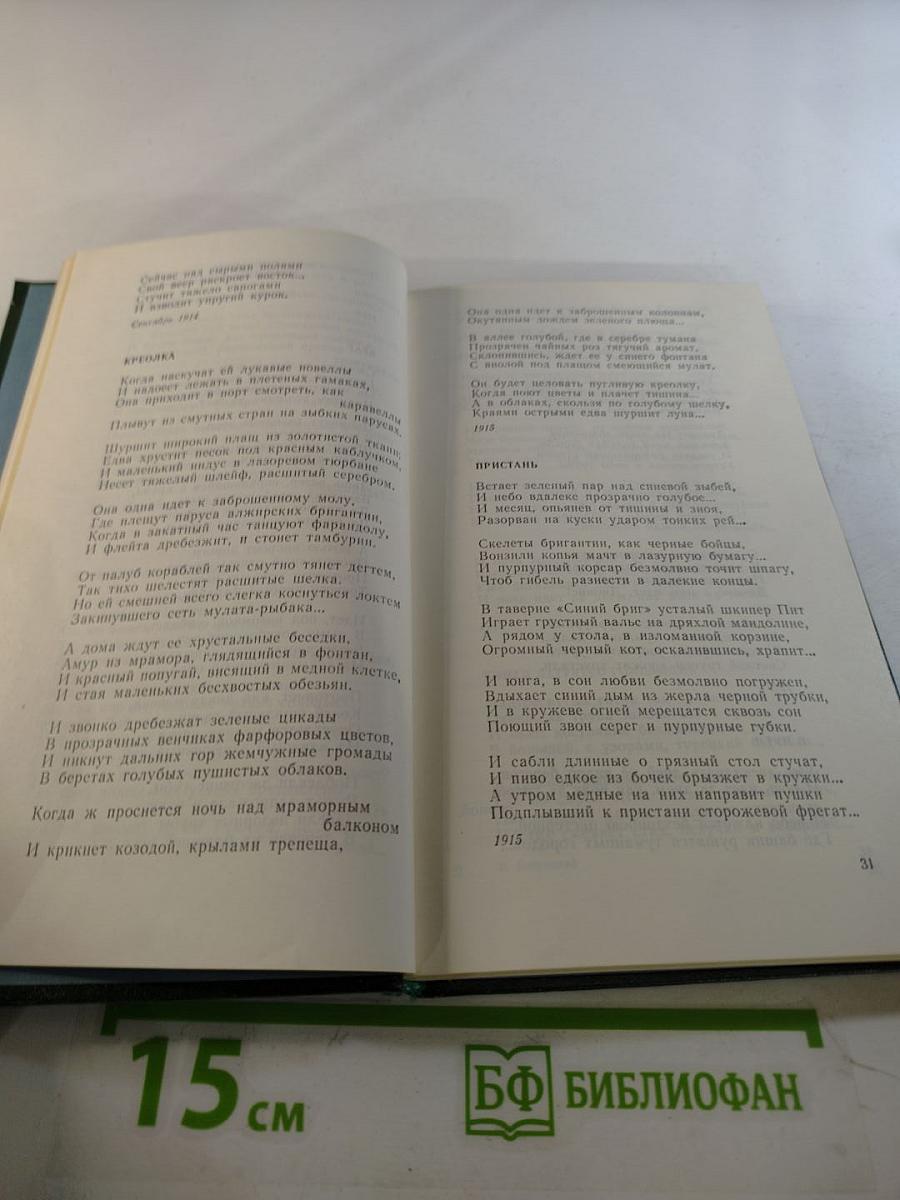 Сейчас над сырыми полями
Свой веер раскроет восток...
Стучит тяжело сапогами
И взводит упругий курок.
Сентябрь 1914
КРЕОЛКА
Когда наскучат ей лукавые новеллы
И надоест лежать в плетеных гамаках,
Она приходит в порт смотреть, как
каравеллы
Плывут из смутных стран на зыбких парусах.
Шуршит широкий плащ из золотистой ткани;
Едва хрустит песок под красным каблучком,
И маленький индус в лазоревом тюрбане
Несет тяжелый шлейф, расшитый серебром.
Она одна идет к заброшенному молу,
Где плещут паруса алжирских бригантин,
Когда в закатный час танцуют фарандолу,
И флейта дребезжит, и стонет тамбурин.
От палуб кораблей так смутно тянет дегтем,
Так тихо шелестят расшитые шелка.
Но ей смешней всего слегка коснуться локтем
Закинувшего сеть мулата-рыбака...
А дома ждут ее хрустальные беседки,
Амур из мрамора, глядящийся в фонтан,
И красный попугай, висящий в медной клетке,
И стая маленьких бесхвостых обезьян.
И звонко дребезжат зеленые цикады
В прозрачных венчиках фарфоровых цветов,
И никнут дальних гор жемчужные громады
В беретах голубых пушистых облаков.
Когда ж проснется ночь над мраморным
балконом
И крикнет козодой, крылами трепеща,
Она одна идет к заброшенным колоннам,
Окутанным дождем зеленого плюща...
В аллее голубой, где в серебре тумана
Прозрачен чайных роз тягучий аромат,
Склонившись, ждет ее у синего фонтана
С виолой под плащом смеющийся мулат.
Он будет целовать пугливую креолку,
Когда поют цветы и плачет тишина...
А в облаках, скользя по голубому шелку,
Краями острыми едва шуршит луна...
1915
ПРИСТАНЬ
Встает зеленый пар над синевой зыбей,
И небо вдалеке прозрачно голубое...
И месяц, опьянев от тишины и зноя,
Разорван на куски ударом тонких рей...
Скелеты бригантин, как черные бойцы,
Вонзили копья мачт в лазурную бумагу...
И пурпурный корсар безмолвно точит шпагу,
Чтоб гибель разнести в далекие концы.
В таверне «Синий бриг» усталый шкипер Пит
Играет грустный вальс на дряхлой мандолине,
А рядом у стола, в изломанной корзине,
Огромный черный кот, оскалившись, храпит...
И юнга, в сон любви безмолвно погружен,
Вдыхает синий дым из жерла черной трубки,
И в кружеве огней мерещатся сквозь сон
Поющий звон серег и пурпурные губки.
И сабли длинные о грязный стол стучат,
И пиво едкое из бочек брызжет в кружки...
А утром медные на них направит пушки
Подплывший к пристани сторожевой фрегат...
1915
31
15 см
БФ БИБЛИОФАН